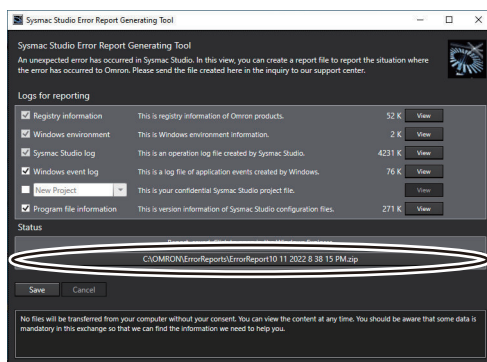 Sysmac Studio Error Report Generating Tool
Sysmac Studio Error Report Generating Tool
An unexpected error has occurred in Sysmac Studio. In this view, you can create a report file to report the situation where
the error has occurred to Omron. Please send the file created here in the inquiry to our support center.
Logs for reporting
Registry information This is registry information of Omron products. 52 K View
Windows environment This is Windows environment information. 2 K View
Sysmac Studio log This is an operation log file created by Sysmac Studio. 4231 K View
Windows event log This is a log file of application events created by Windows. 76 K View
New Project This is your confidential Sysmac Studio project file. View
Program file information This is version information of Sysmac Studio configuration files. 271 K View
Status
C:\OMRON\ErrorReports\ErrorReport10 11 2022 8 38 15 PM.zip
Save Cancel
No files will be transferred from your computer without your consent. You can view the content at any time. You should be aware that some data is
mandatory in this exchange so that we can find the information we need to help you.